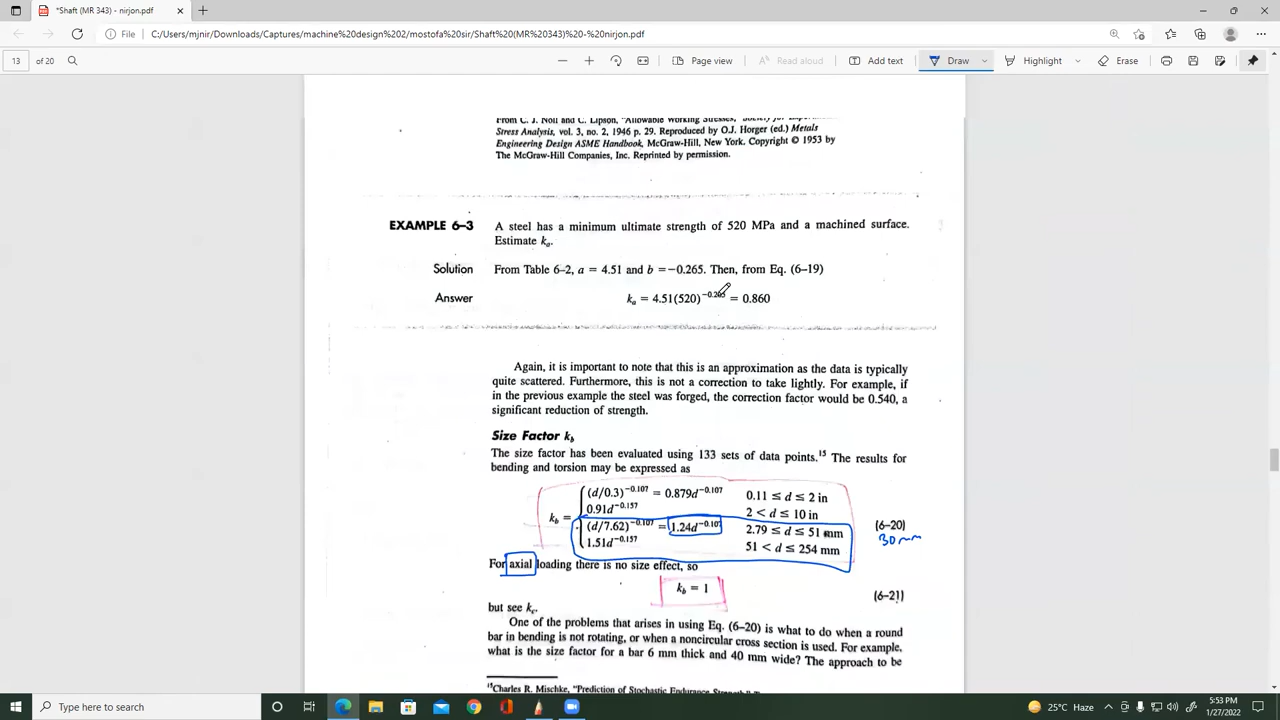 *Shaft (MR 343) - nirjon.pdf
File
C:/Users/mjnir/Downloads/Captures/machine%20design%202/mostofa%20sir/Shaft%20(MR%20343)%20-%20nirjon.pdf
13 of 20
Page view
Read aloud
Add text
Draw
Highlight
Erase
From C. J. Noll and C. Lipson, "Allowable Working Stresses," Society for
Stress Analysis, vol. 3, no. 2, 1946 p. 29. Reproduced by O.J. Horger (ed.) Metals
Engineering Design ASME Handbook, McGraw-Hill, New York. Copyright © 1953 by
The McGraw-Hill Companies, Inc. Reprinted by permission.
EXAMPLE 6–3 A steel has a minimum ultimate strength of 520 MPa and a machined surface.
Estimate kₐ.
Solution From Table 6–2, a = 4.51 and b =−0.265. Then, from Eq. (6–19)
Answer kₐ = 4.51(520)^−0.265 = 0.860
Again, it is important to note that this is an approximation as the data is typically
quite scattered. Furthermore, this is not a correction to take lightly. For example, if
in the previous example the steel was forged, the correction factor would be 0.540, a
significant reduction of strength.
Size Factor k_b
The size factor has been evaluated using 133 sets of data points.¹⁵ The results for
bending and torsion may be expressed as
(d/0.3)^−0.107 = 0.879d^−0.107 0.11 ≤ d ≤ 2 in
0.91d^−0.157 2 < d ≤ 10 in
k_b =
(d/7.62)^−0.107 = 1.24d^−0.107 2.79 ≤ d ≤ 51 mm (6–20)
1.51d^−0.157 51 < d ≤ 254 mm
30 mm
For axial loading there is no size effect, so
k_b = 1 (6–21)
but see k_c.
One of the problems that arises in using Eq. (6–20) is what to do when a round
bar in bending is not rotating, or when a noncircular cross section is used. For example,
what is the size factor for a bar 6 mm thick and 40 mm wide? The approach to be
¹⁵Charles R. Mischke, "Prediction of Stochastic Endurance Strength,"
Type here to search
25°C Haze
5:53 PM
1/27/2022